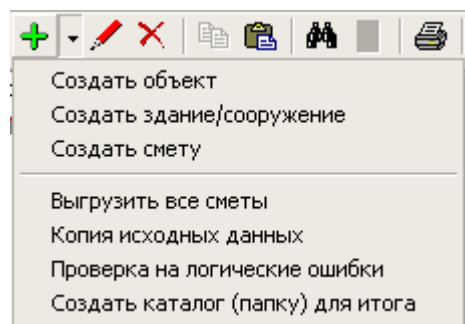 Создать объект
Создать здание/сооружение
Создать смету
Выгрузить все сметы
Копия исходных данных
Проверка на логические ошибки
Создать каталог (папку) для итога